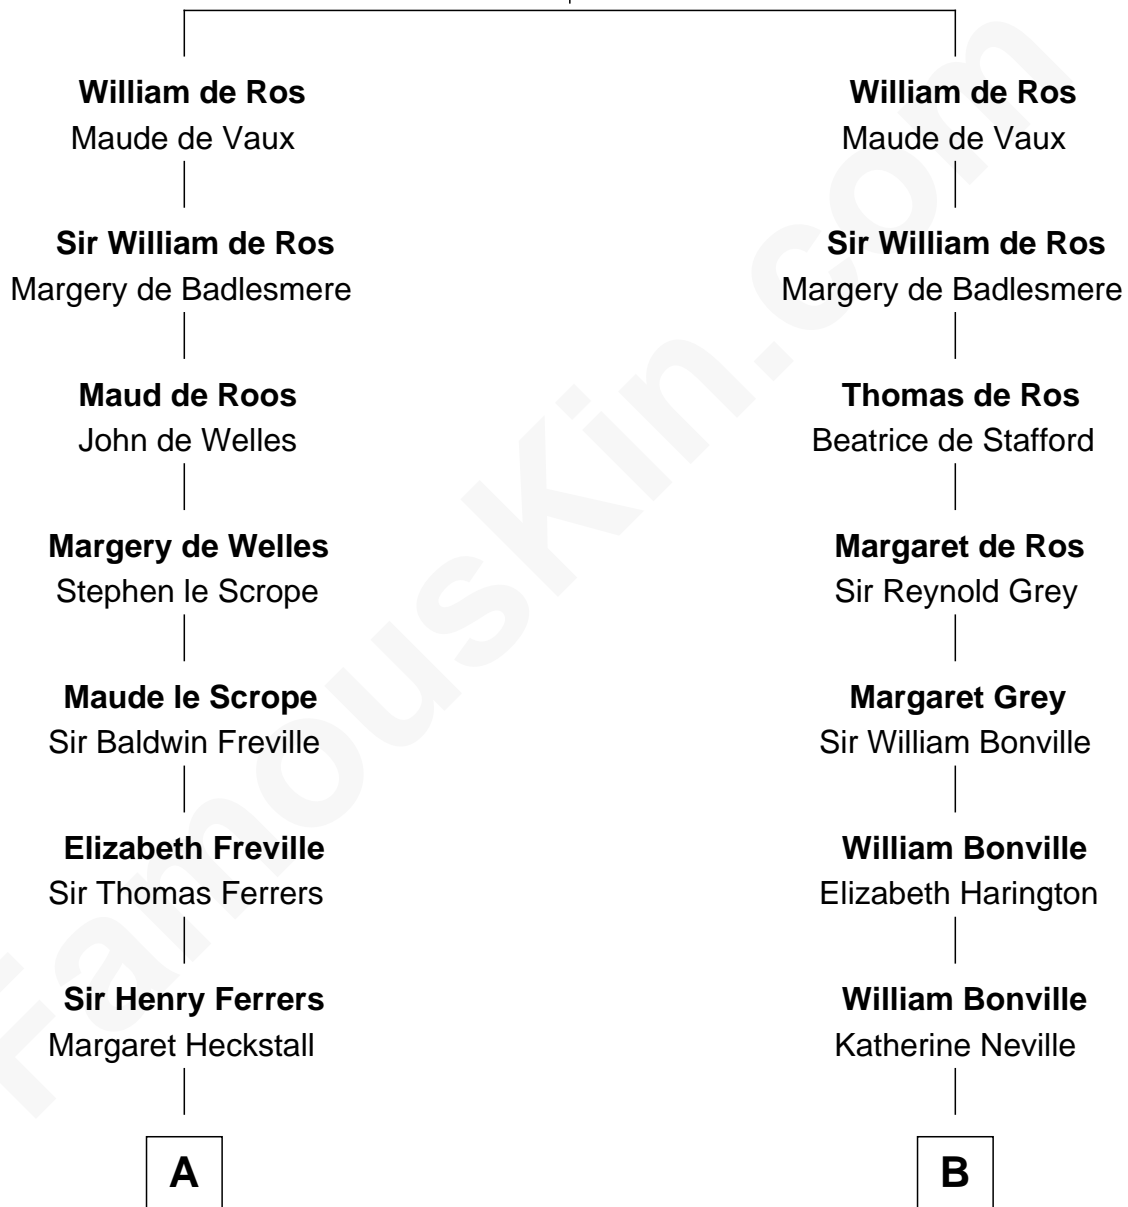 William de Ros
Maude de Vaux
Sir William de Ros
Margery de Badlesmere
Maud de Roos
John de Welles
Margery de Welles
Stephen le Scrope
Maude le Scrope
Sir Baldwin Freville
Elizabeth Freville
Sir Thomas Ferrers
Sir Henry Ferrers
Margaret Heckstall
A
William de Ros
Maude de Vaux
Sir William de Ros
Margery de Badlesmere
Thomas de Ros
Beatrice de Stafford
Margaret de Ros
Sir Reynold Grey
Margaret Grey
Sir William Bonville
William Bonville
Elizabeth Harington
William Bonville
Katherine Neville
B
FamousKin.com